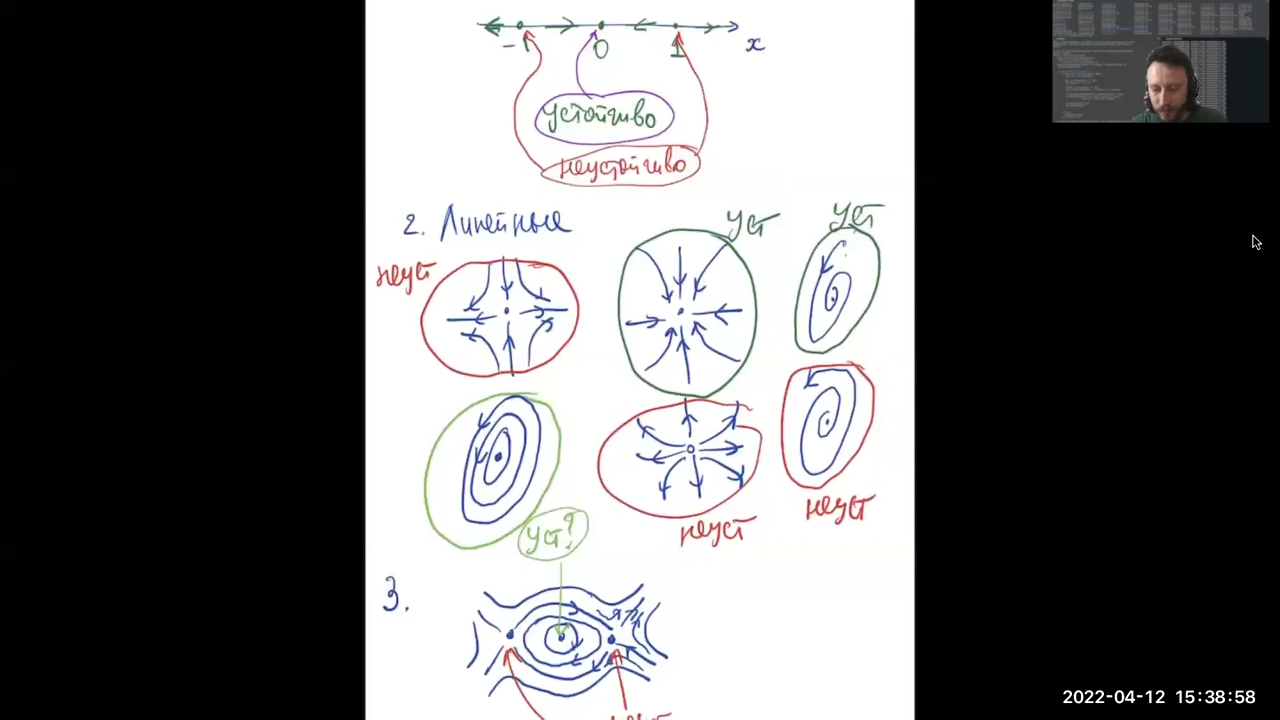 -1 0 1 x
устойчиво
неустойчиво
2. Линейные
уст
уст
неуст
уст?
неуст
неуст
3.
2022-04-12 15:38:58